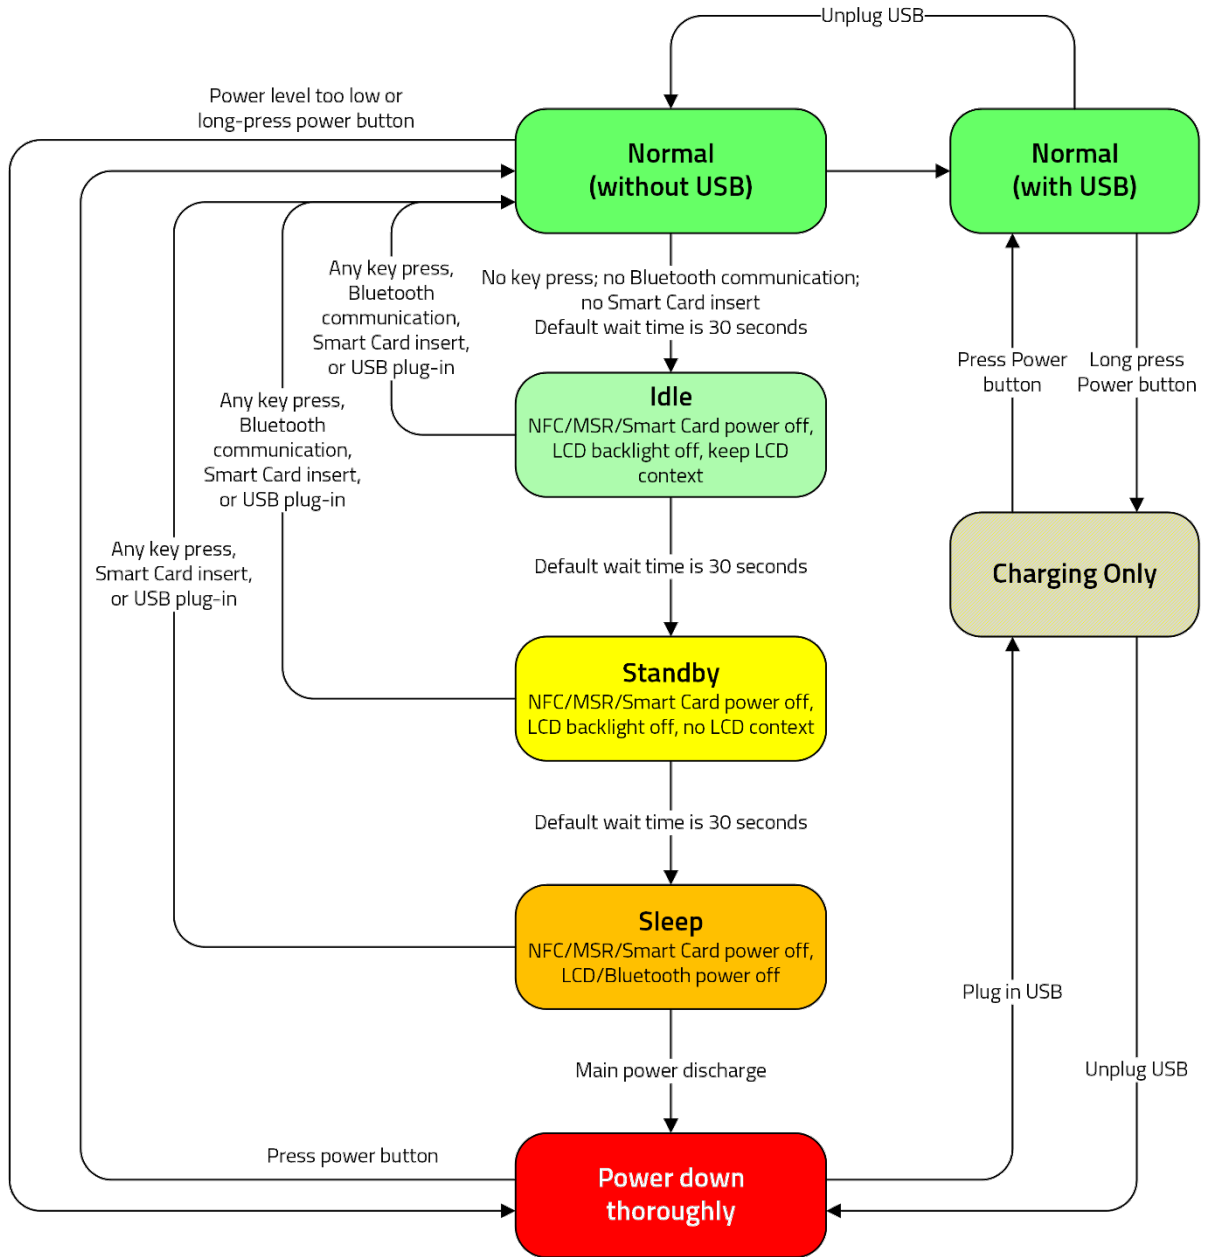 Unplug USB
Power level too low or
long-press power button
Normal
(without USB)
Normal
(with USB)
Any key press,
Bluetooth
communication,
Smart Card insert,
or USB plug-in
No key press; no Bluetooth communication;
no Smart Card insert
Default wait time is 30 seconds
Press Power
button
Long press
Power button
Any key press,
Bluetooth
communication,
Smart Card insert,
or USB plug-in
Idle
NFC/MSR/Smart Card power off,
LCD backlight off, keep LCD
context
Any key press,
Smart Card insert,
or USB plug-in
Default wait time is 30 seconds
Charging Only
Standby
NFC/MSR/Smart Card power off,
LCD backlight off, no LCD context
Default wait time is 30 seconds
Sleep
NFC/MSR/Smart Card power off,
LCD/Bluetooth power off
Plug in USB
Unplug USB
Main power discharge
Press power button
Power down
thoroughly